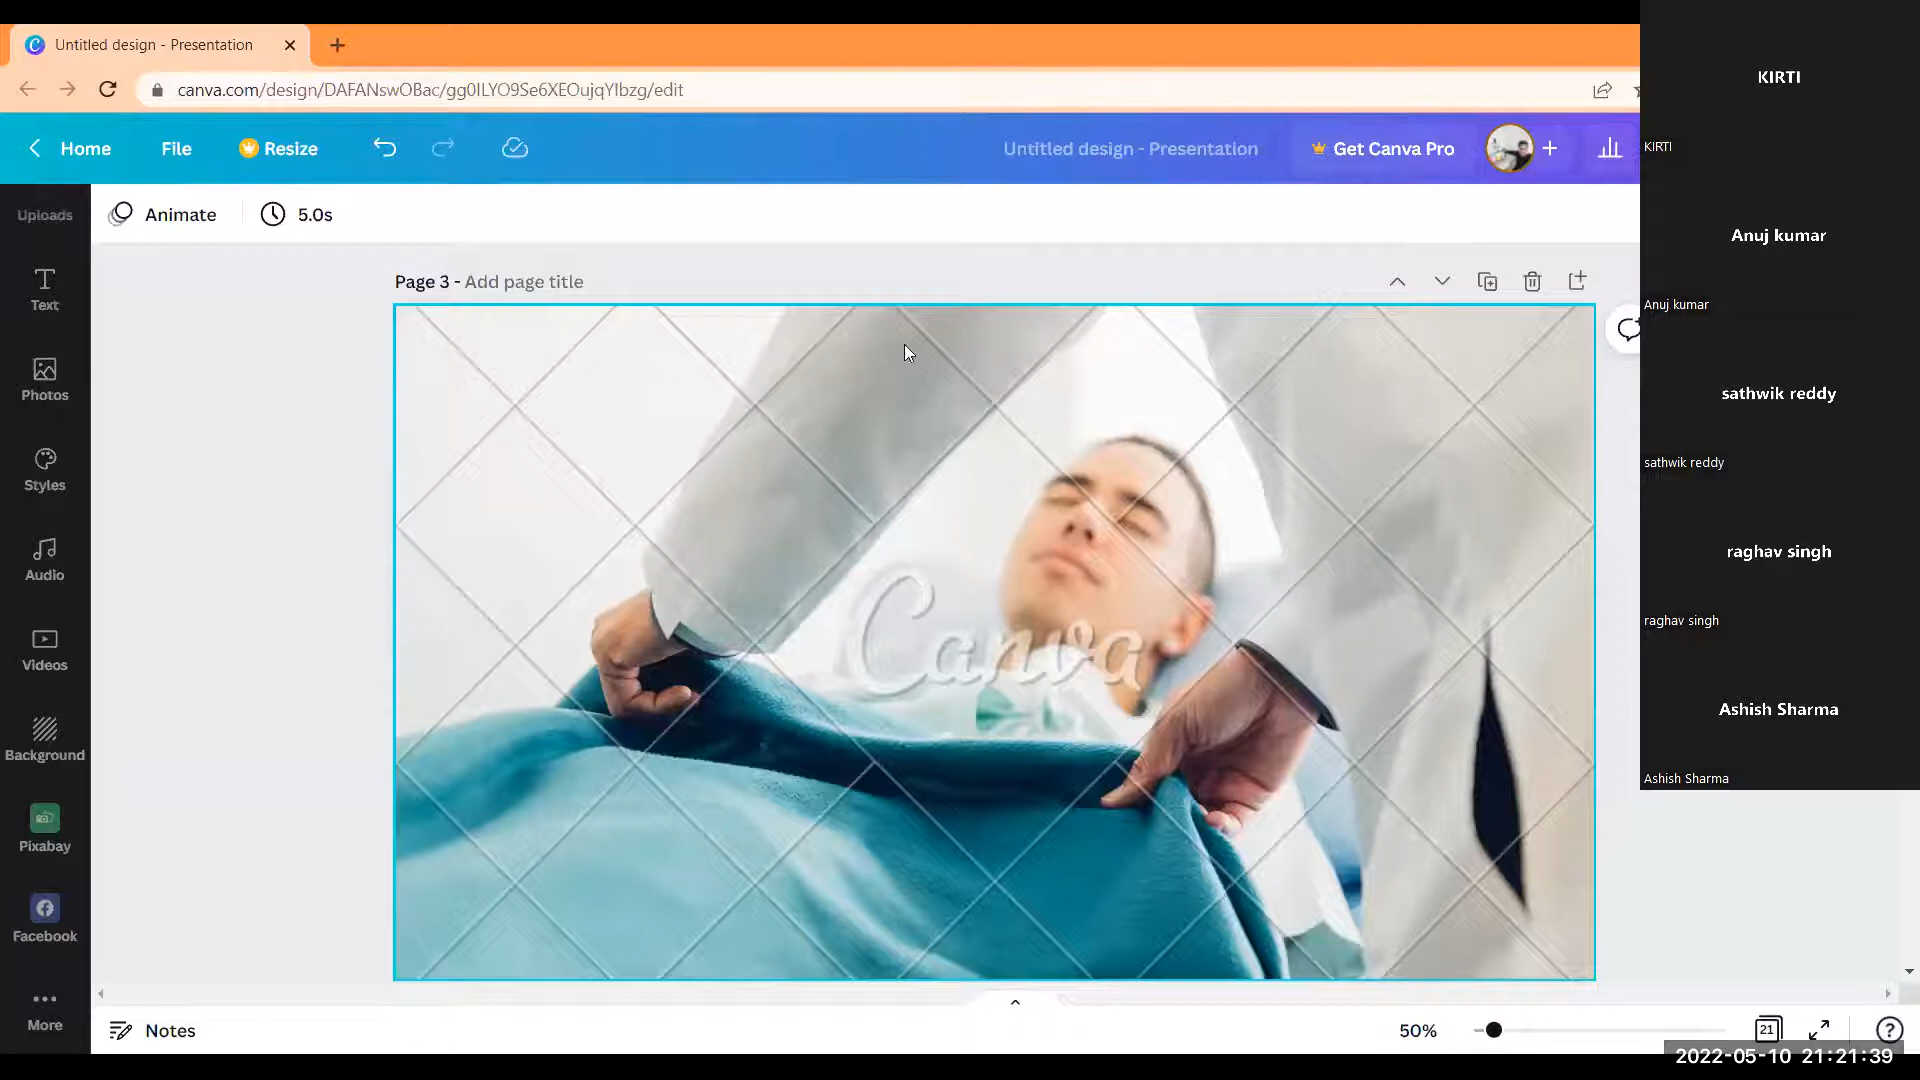 Untitled design - Presentation
canva.com/design/DAFANswOBac/gg0ILYO9Se6XEOujqYIbzg/edit
Home
File
Resize
Untitled design - Presentation
Get Canva Pro
Uploads
Animate
5.0s
Text
Photos
Styles
Audio
Videos
Background
Pixabay
Facebook
More
Page 3 - Add page title
Canva
Notes
50%
21
?
KIRTI
KIRTI
Anuj kumar
Anuj kumar
sathwik reddy
sathwik reddy
raghav singh
raghav singh
Ashish Sharma
Ashish Sharma
2022-05-10 21:21:39